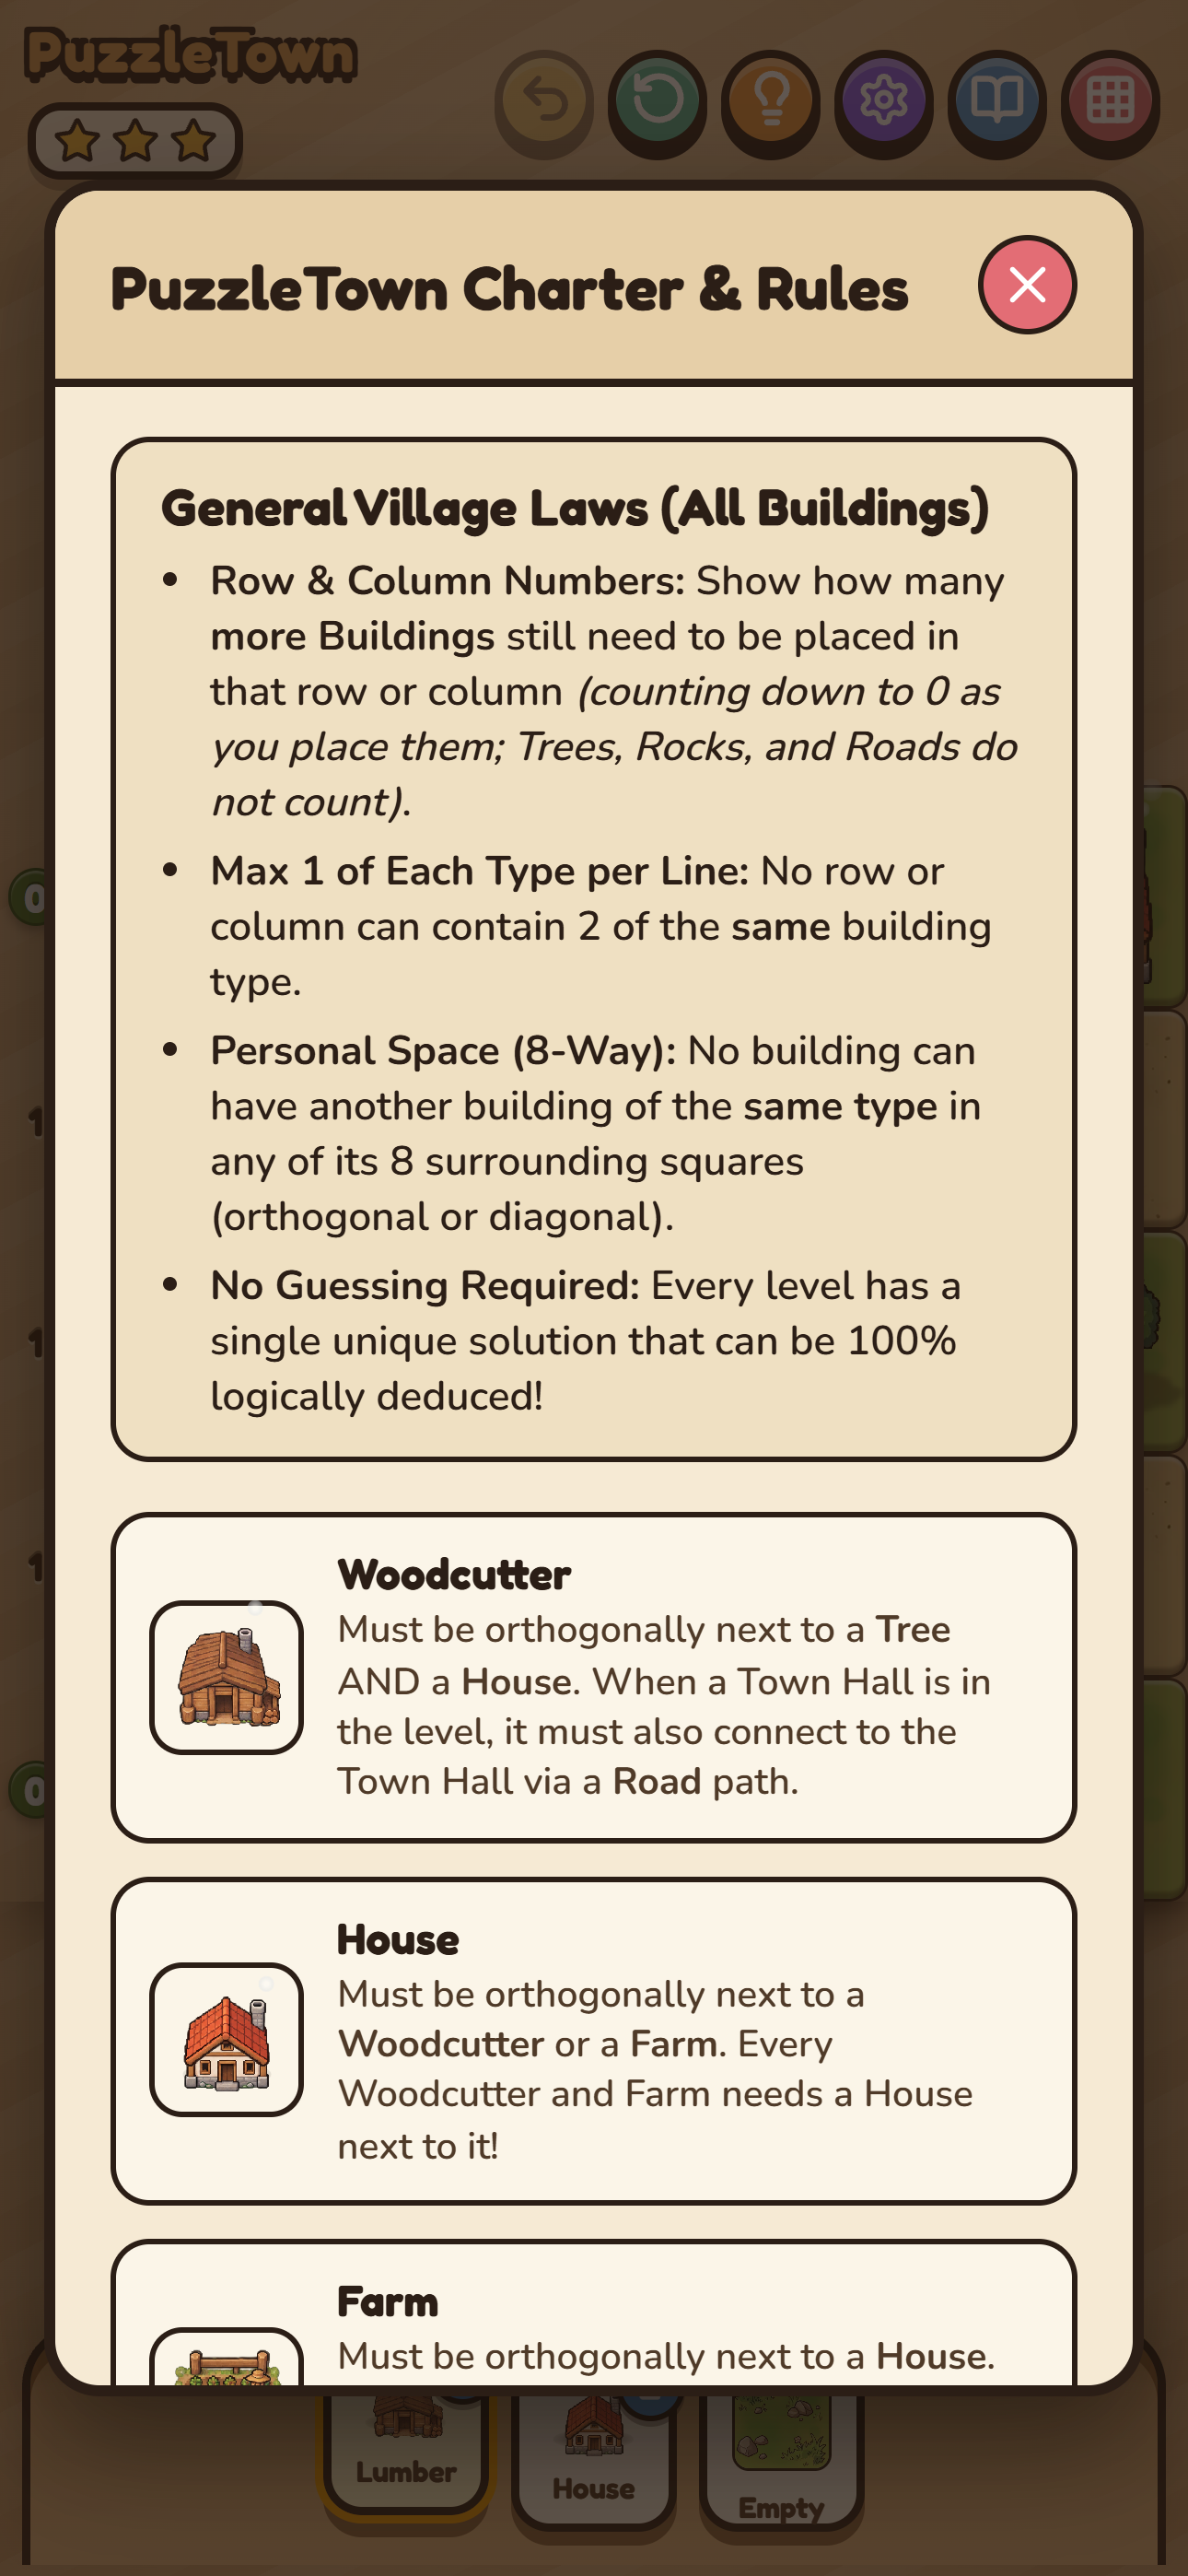 PuzzleTown
PuzzleTown Charter & Rules
General Village Laws (All Buildings)
• Row & Column Numbers: Show how many
more Buildings still need to be placed in
that row or column (counting down to 0 as
you place them; Trees, Rocks, and Roads do
not count).
• Max 1 of Each Type per Line: No row or
column can contain 2 of the same building
type.
• Personal Space (8-Way): No building can
have another building of the same type in
any of its 8 surrounding squares
(orthogonal or diagonal).
• No Guessing Required: Every level has a
single unique solution that can be 100%
logically deduced!
0
1
1
1
0
Woodcutter
Must be orthogonally next to a Tree
AND a House. When a Town Hall is in
the level, it must also connect to the
Town Hall via a Road path.
House
Must be orthogonally next to a
Woodcutter or a Farm. Every
Woodcutter and Farm needs a House
next to it!
Farm
Must be orthogonally next to a House.
Lumber
House
Empty